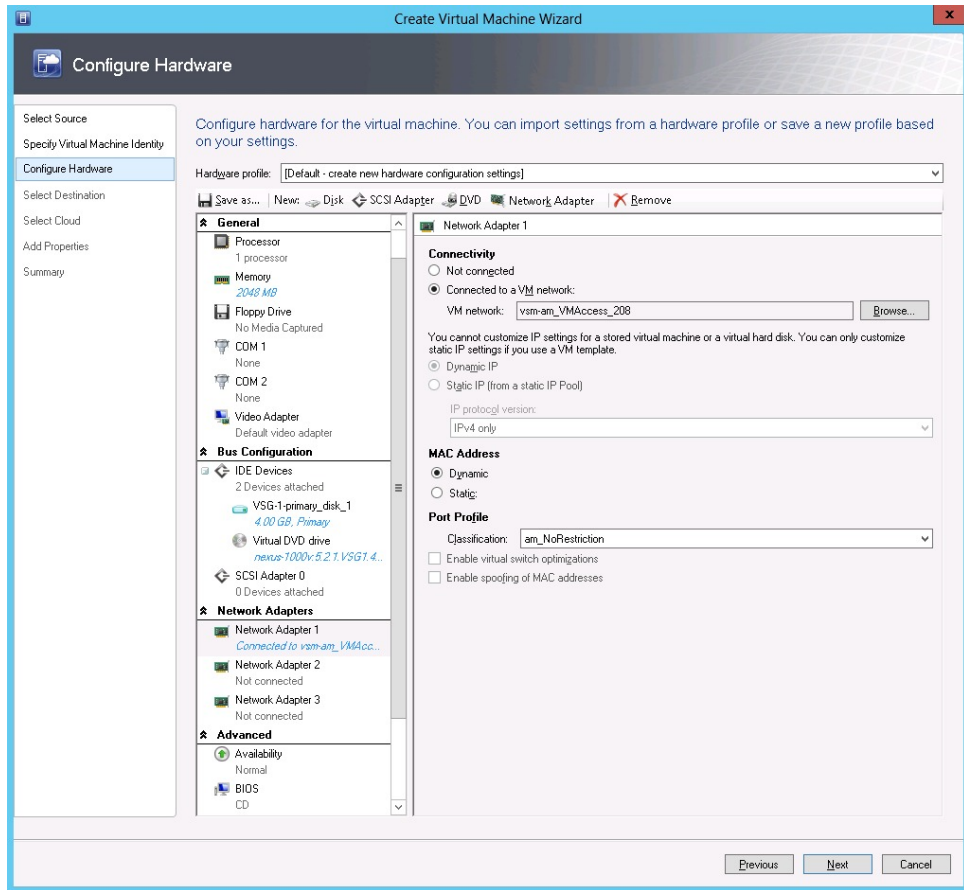 Create Virtual Machine Wizard
x
Configure Hardware
Select Source
Specify Virtual Machine Identity
Configure Hardware
Select Destination
Select Cloud
Add Properties
Summary
Configure hardware for the virtual machine. You can import settings from a hardware profile or save a new profile based
on your settings.
Hardware profile: [Default - create new hardware configuration settings]
Save as... New: Disk SCSI Adapter DVD Network Adapter Remove
General
Processor
1 processor
Memory
2048 MB
Floppy Drive
No Media Captured
COM 1
None
COM 2
None
Video Adapter
Default video adapter
Bus Configuration
IDE Devices
2 Devices attached
VSG-1-primary_disk_1
4.00 GB, Primary
Virtual DVD drive
nexus-1000v.5.2.1.VSG1.4...
SCSI Adapter 0
0 Devices attached
Network Adapters
Network Adapter 1
Connected to vsm-am_VMAcc...
Network Adapter 2
Not connected
Network Adapter 3
Not connected
Advanced
Availability
Normal
BIOS
CD
Network Adapter 1
Connectivity
Not connected
Connected to a VM network:
VM network: vsm-am_VMAccess_208 Browse...
You cannot customize IP settings for a stored virtual machine or a virtual hard disk. You can only customize
static IP settings if you use a VM template.
Dynamic IP
Static IP (from a static IP Pool)
IP protocol version:
IPv4 only
MAC Address
Dynamic
Static:
Port Profile
Classification: am_NoRestriction
Enable virtual switch optimizations
Enable spoofing of MAC addresses
Previous Next Cancel